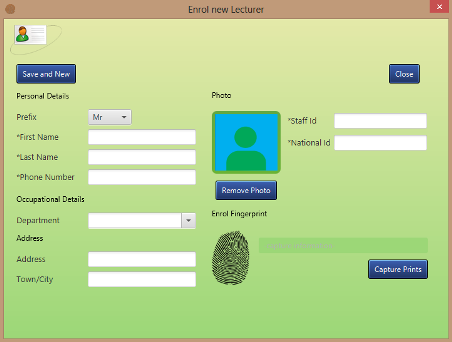 Enrol new Lecturer
Save and New
Close
Personal Details
Photo
Prefix
Mr
*Staff Id
*First Name
*National Id
*Last Name
*Phone Number
Remove Photo
Occupational Details
Enrol Fingerprint
Department
Address
Address
Capture Prints
Town/City